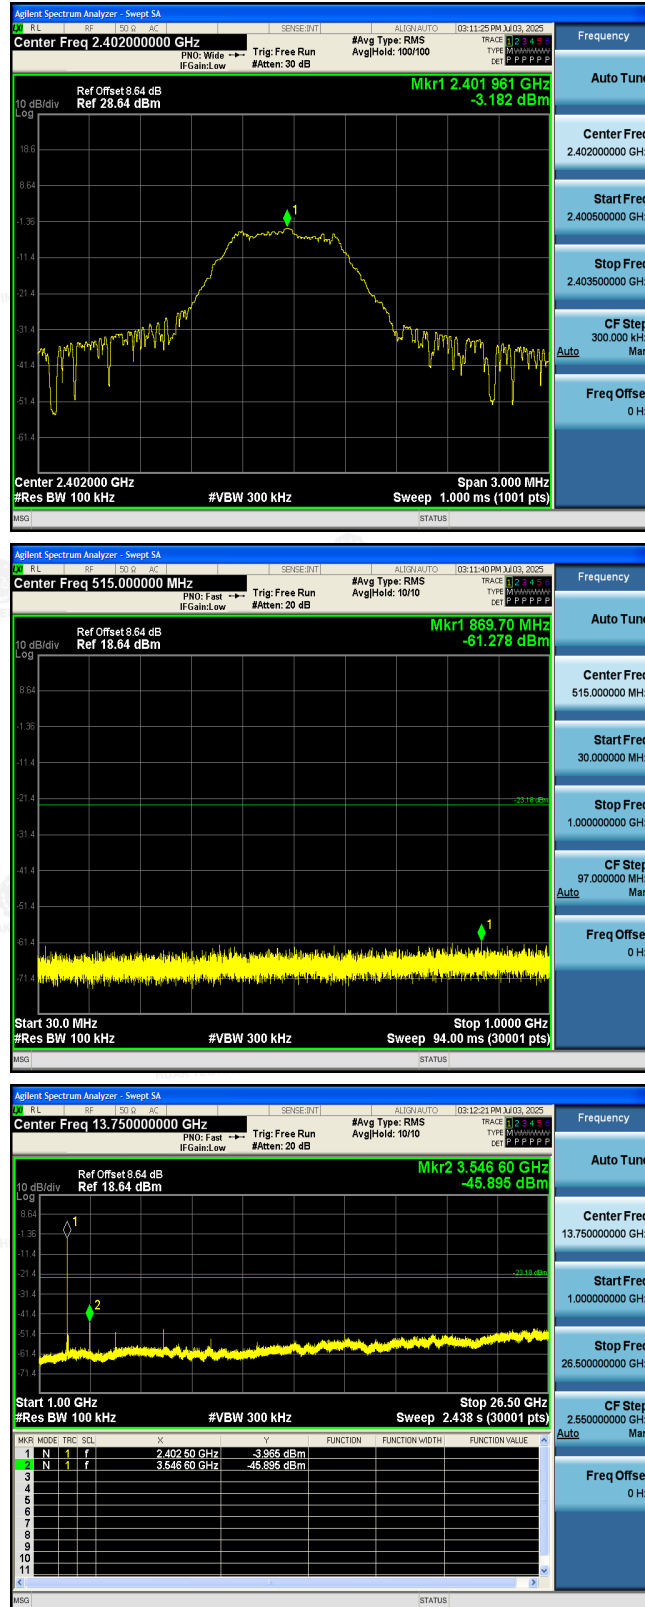 Agilent Spectrum Analyzer - Swept SA
LXI RL RF 50 Ω AC SENSE:INT ALIGNAUTO 03:11:25 PM Jul 03, 2025
Center Freq 2.402000000 GHz #Avg Type: RMS TRACE 1 2 3 4 5 6
PNO: Wide Trig: Free Run Avg|Hold: 100/100 TYPE M
IFGain:Low #Atten: 30 dB DET P P P P P P
Frequency
Auto Tune
Ref Offset 8.64 dB Mkr1 2.401 961 GHz
10 dB/div Ref 28.64 dBm -3.182 dBm
Log
18.6
8.64
-1.36
-11.4
-21.4
-31.4
-41.4
-51.4
-61.4
1
Center Freq
2.402000000 GHz
Start Freq
2.400500000 GHz
Stop Freq
2.403500000 GHz
CF Step
300.000 kHz
Auto Man
Freq Offset
0 Hz
Center 2.402000 GHz Span 3.000 MHz
#Res BW 100 kHz #VBW 300 kHz Sweep 1.000 ms (1001 pts)
MSG STATUS
Agilent Spectrum Analyzer - Swept SA
LXI RL RF 50 Ω AC SENSE:INT ALIGNAUTO 03:11:40 PM Jul 03, 2025
Center Freq 515.000000 MHz #Avg Type: RMS TRACE 1 2 3 4 5 6
PNO: Fast Trig: Free Run Avg|Hold: 10/10 TYPE M
IFGain:Low #Atten: 20 dB DET P P P P P P
Frequency
Auto Tune
Ref Offset 8.64 dB Mkr1 869.70 MHz
10 dB/div Ref 18.64 dBm -61.278 dBm
Log
8.64
-1.36
-11.4
-21.4
-31.4
-41.4
-51.4
-61.4
-71.4
-23.18 dBm
1
Center Freq
515.000000 MHz
Start Freq
30.000000 MHz
Stop Freq
1.000000000 GHz
CF Step
97.000000 MHz
Auto Man
Freq Offset
0 Hz
Start 30.0 MHz Stop 1.0000 GHz
#Res BW 100 kHz #VBW 300 kHz Sweep 94.00 ms (30001 pts)
MSG STATUS
Agilent Spectrum Analyzer - Swept SA
LXI RL RF 50 Ω AC SENSE:INT ALIGNAUTO 03:12:21 PM Jul 03, 2025
Center Freq 13.750000000 GHz #Avg Type: RMS TRACE 1 2 3 4 5 6
PNO: Fast Trig: Free Run Avg|Hold: 10/10 TYPE M
IFGain:Low #Atten: 20 dB DET P P P P P P
Frequency
Auto Tune
Ref Offset 8.64 dB Mkr2 3.546 60 GHz
10 dB/div Ref 18.64 dBm -45.895 dBm
Log
8.64
-1.36
-11.4
-21.4
-31.4
-41.4
-51.4
-61.4
-71.4
1
2
-23.18 dBm
Center Freq
13.750000000 GHz
Start Freq
1.000000000 GHz
Stop Freq
26.500000000 GHz
CF Step
2.550000000 GHz
Auto Man
Freq Offset
0 Hz
Start 1.00 GHz Stop 26.50 GHz
#Res BW 100 kHz #VBW 300 kHz Sweep 2.438 s (30001 pts)
MKR MODE TRC SCL X Y FUNCTION FUNCTION WIDTH FUNCTION VALUE
1 N 1 f 2.402 50 GHz -3.965 dBm
2 N 1 f 3.546 60 GHz -45.895 dBm
3
4
5
6
7
8
9
10
11
MSG STATUS